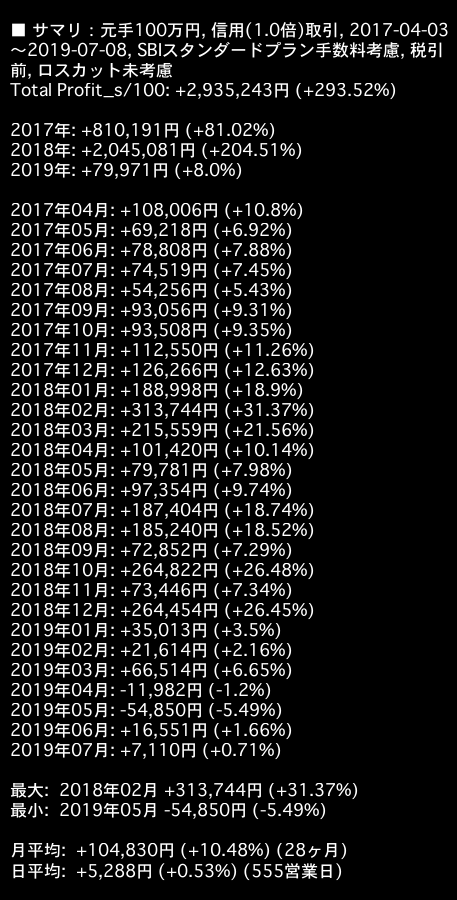 ■ サマリ：元手100万円, 信用(1.0倍)取引, 2017-04-03
～2019-07-08, SBIスタンダードプラン手数料考慮, 税引
前, ロスカット未考慮
Total Profit_s/100: +2,935,243円 (+293.52%)
2017年: +810,191円 (+81.02%)
2018年: +2,045,081円 (+204.51%)
2019年: +79,971円 (+8.0%)
2017年04月: +108,006円 (+10.8%)
2017年05月: +69,218円 (+6.92%)
2017年06月: +78,808円 (+7.88%)
2017年07月: +74,519円 (+7.45%)
2017年08月: +54,256円 (+5.43%)
2017年09月: +93,056円 (+9.31%)
2017年10月: +93,508円 (+9.35%)
2017年11月: +112,550円 (+11.26%)
2017年12月: +126,266円 (+12.63%)
2018年01月: +188,998円 (+18.9%)
2018年02月: +313,744円 (+31.37%)
2018年03月: +215,559円 (+21.56%)
2018年04月: +101,420円 (+10.14%)
2018年05月: +79,781円 (+7.98%)
2018年06月: +97,354円 (+9.74%)
2018年07月: +187,404円 (+18.74%)
2018年08月: +185,240円 (+18.52%)
2018年09月: +72,852円 (+7.29%)
2018年10月: +264,822円 (+26.48%)
2018年11月: +73,446円 (+7.34%)
2018年12月: +264,454円 (+26.45%)
2019年01月: +35,013円 (+3.5%)
2019年02月: +21,614円 (+2.16%)
2019年03月: +66,514円 (+6.65%)
2019年04月: -11,982円 (-1.2%)
2019年05月: -54,850円 (-5.49%)
2019年06月: +16,551円 (+1.66%)
2019年07月: +7,110円 (+0.71%)
最大: 2018年02月 +313,744円 (+31.37%)
最小: 2019年05月 -54,850円 (-5.49%)
月平均: +104,830円 (+10.48%) (28ヶ月)
日平均: +5,288円 (+0.53%) (555営業日)